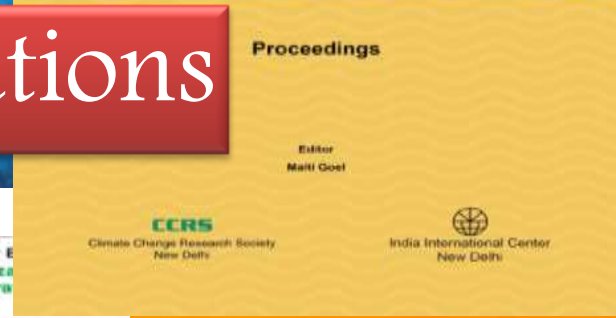 Proceedings
tions
Editor
Malti Goel
CCRS
Climate Change Research Society
New Delhi
India International Center
New Delhi